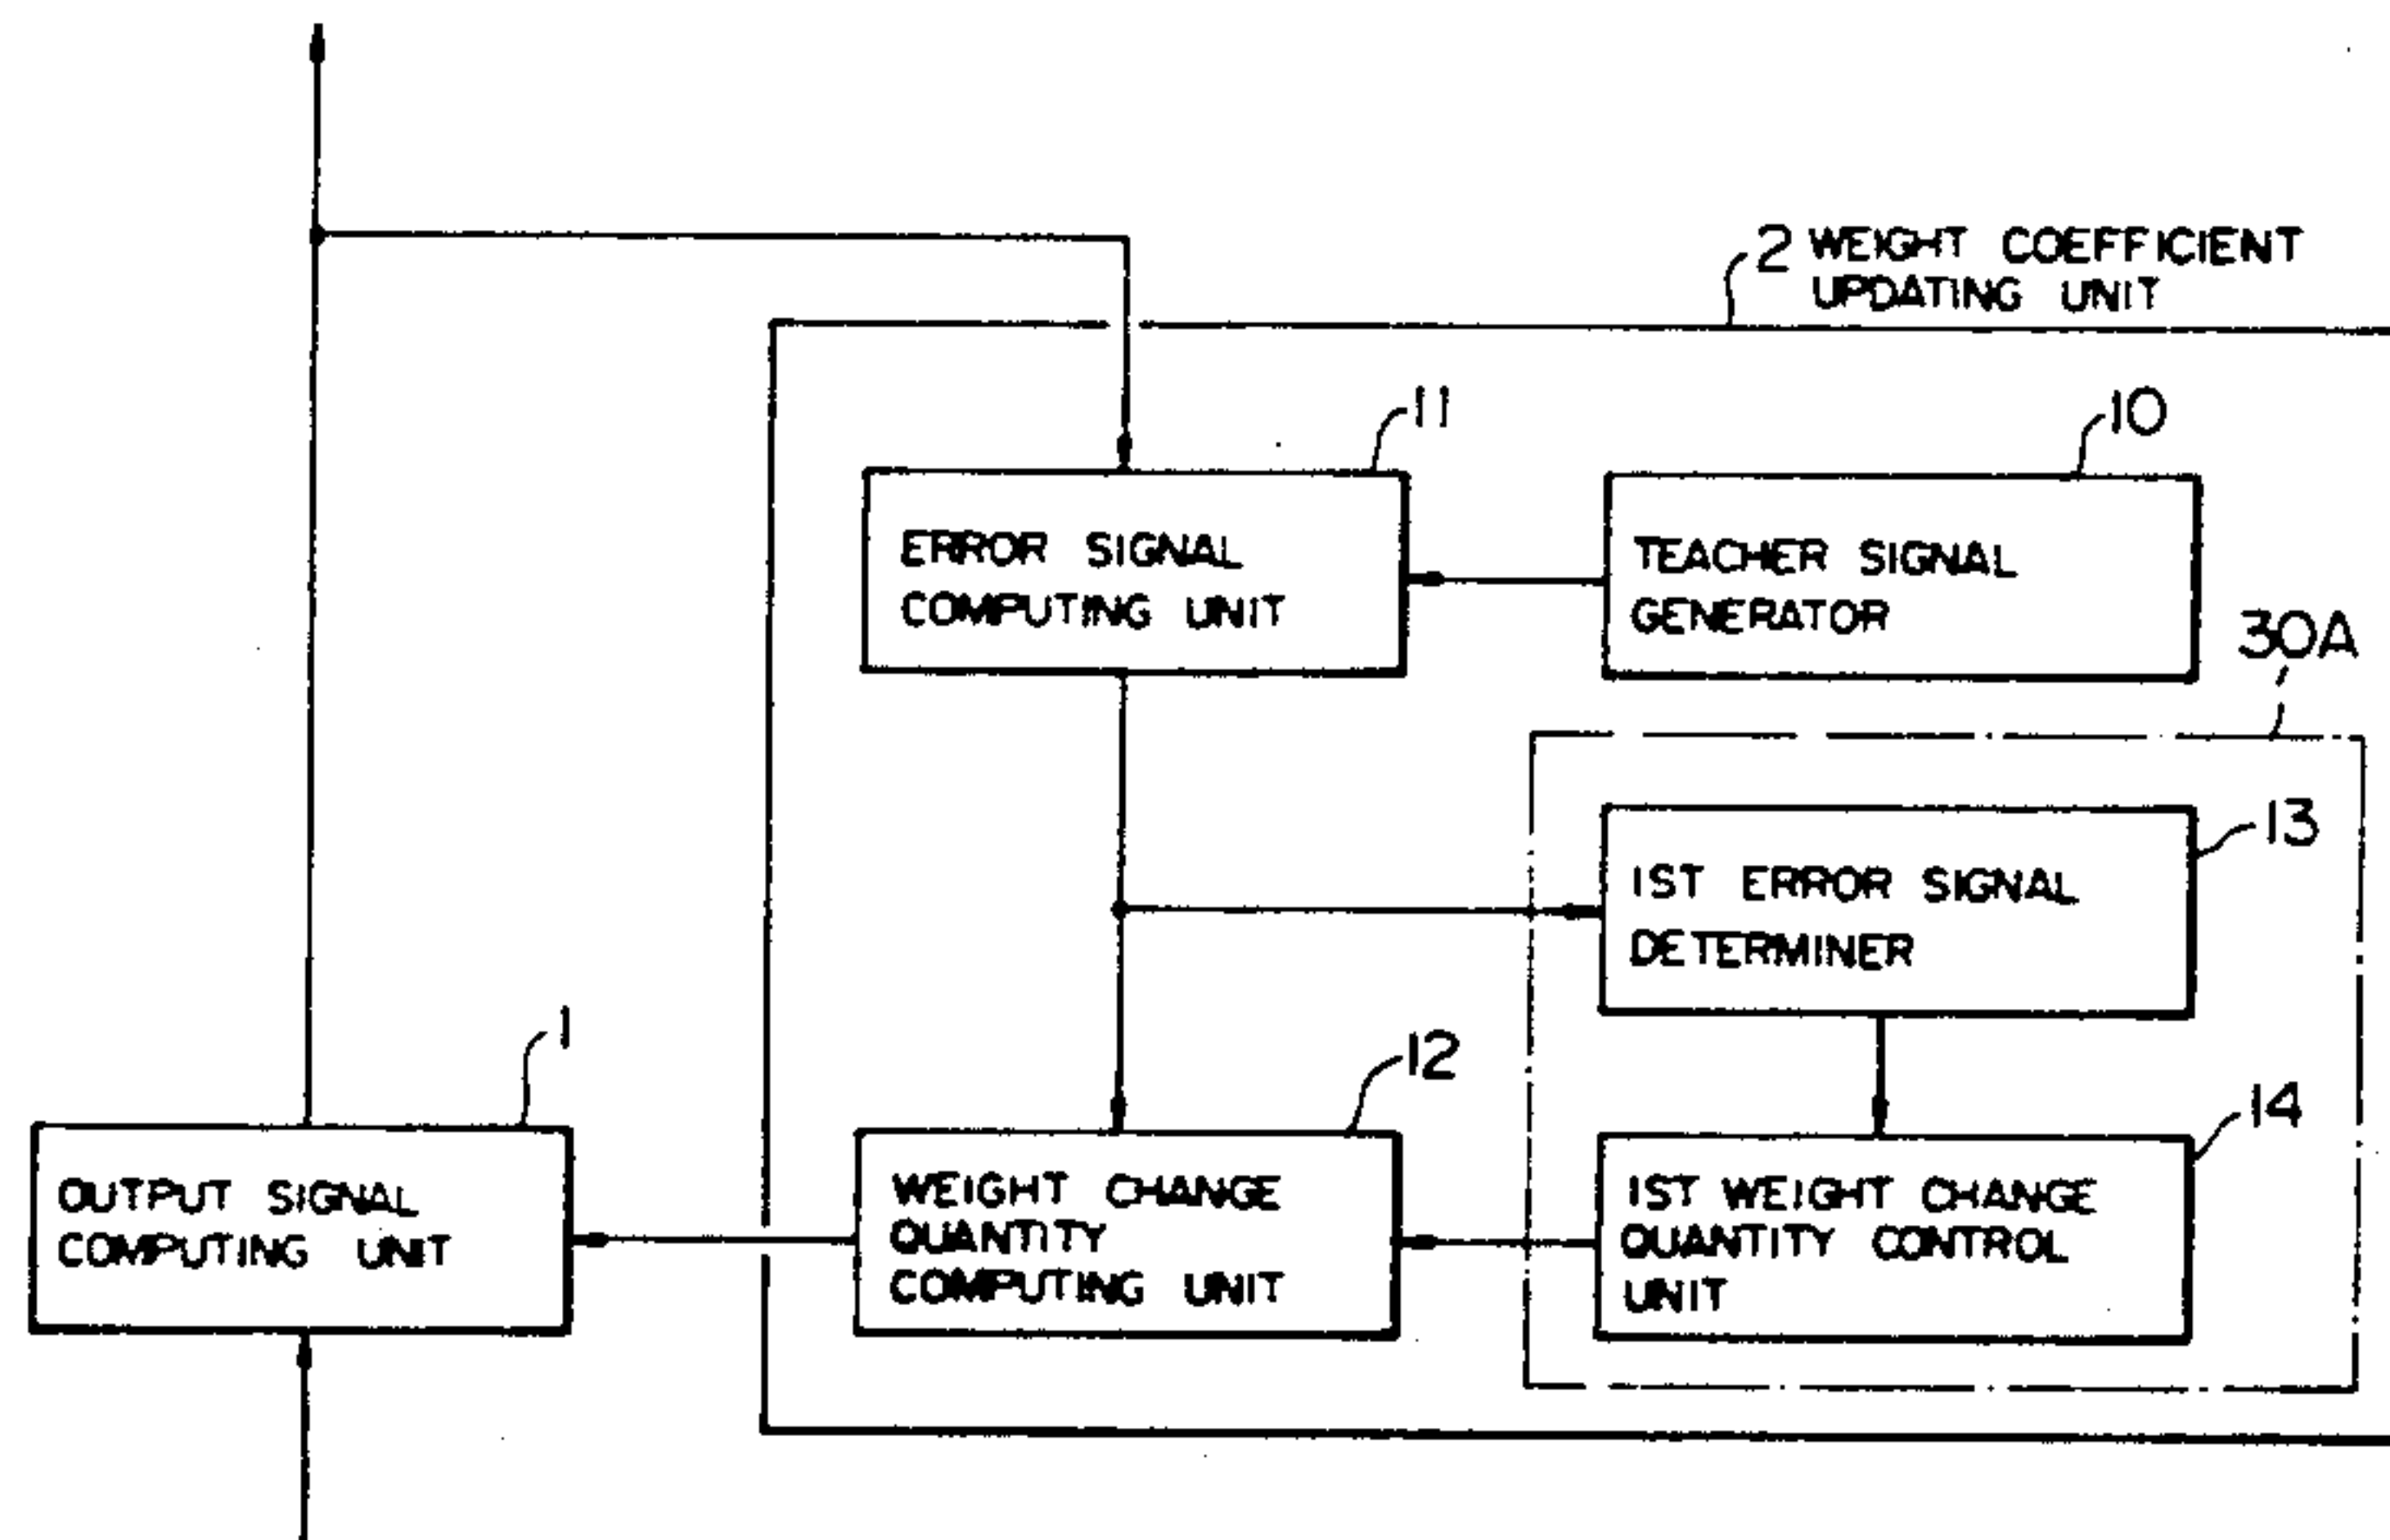 2 WEIGHT COEFFICIENT
UPDATING UNIT
11
10
ERROR SIGNAL
COMPUTING UNIT
TEACHER SIGNAL
GENERATOR
30A
13
1ST ERROR SIGNAL
DETERMINER
1
12
14
OUTPUT SIGNAL
COMPUTING UNIT
WEIGHT CHANGE
QUANTITY
COMPUTING UNIT
1ST WEIGHT CHANGE
QUANTITY CONTROL
UNIT